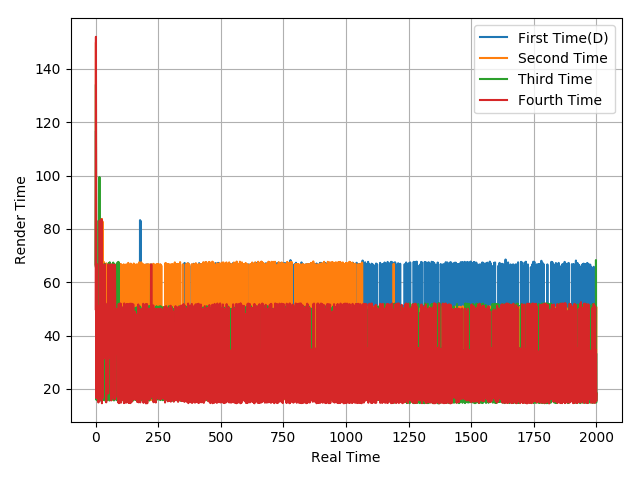 First Time(D)
Second Time
Third Time
Fourth Time
140
120
100
80
60
40
20
Render Time
0
250
500
750
1000
1250
1500
1750
2000
Real Time